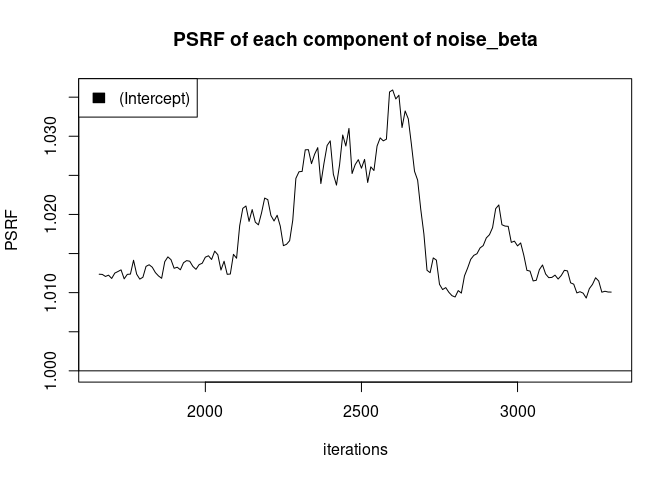 PSRF of each component of noise_beta
(Intercept)
PSRF
1.030
1.020
1.010
1.000
2000 2500 3000
iterations